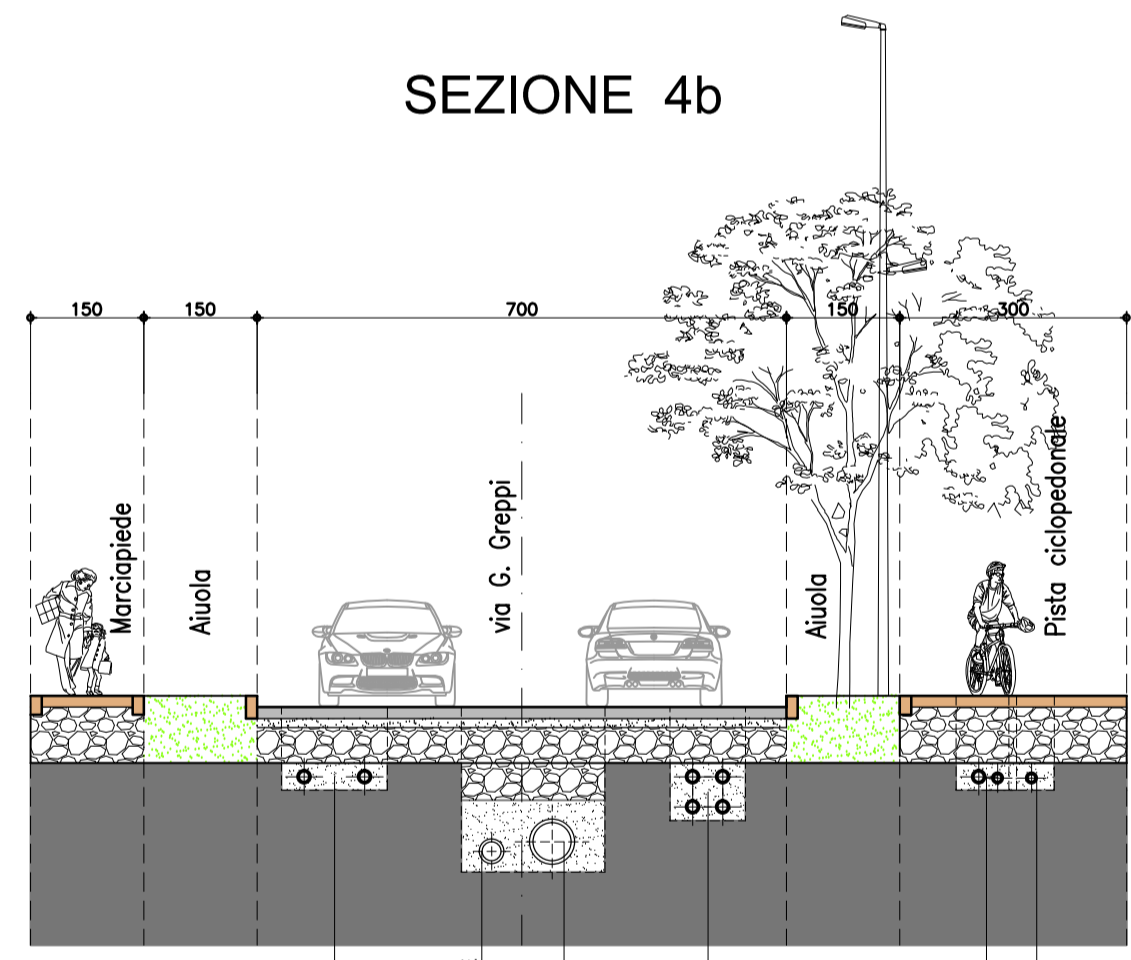 SEZIONE 4b
150
150
700
150
300
Marciapiede
Aiuola
via G. Greppi
Aiuola
Pista ciclopedonale